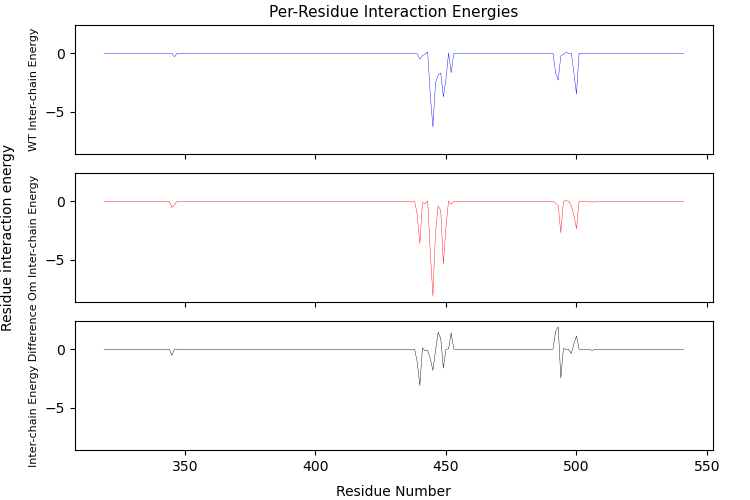 Per-Residue Interaction Energies
Residue interaction energy
WT Inter-chain Energy
0
−5
Om Inter-chain Energy
0
−5
Inter-chain Energy Difference
0
−5
350
400
450
500
550
Residue Number